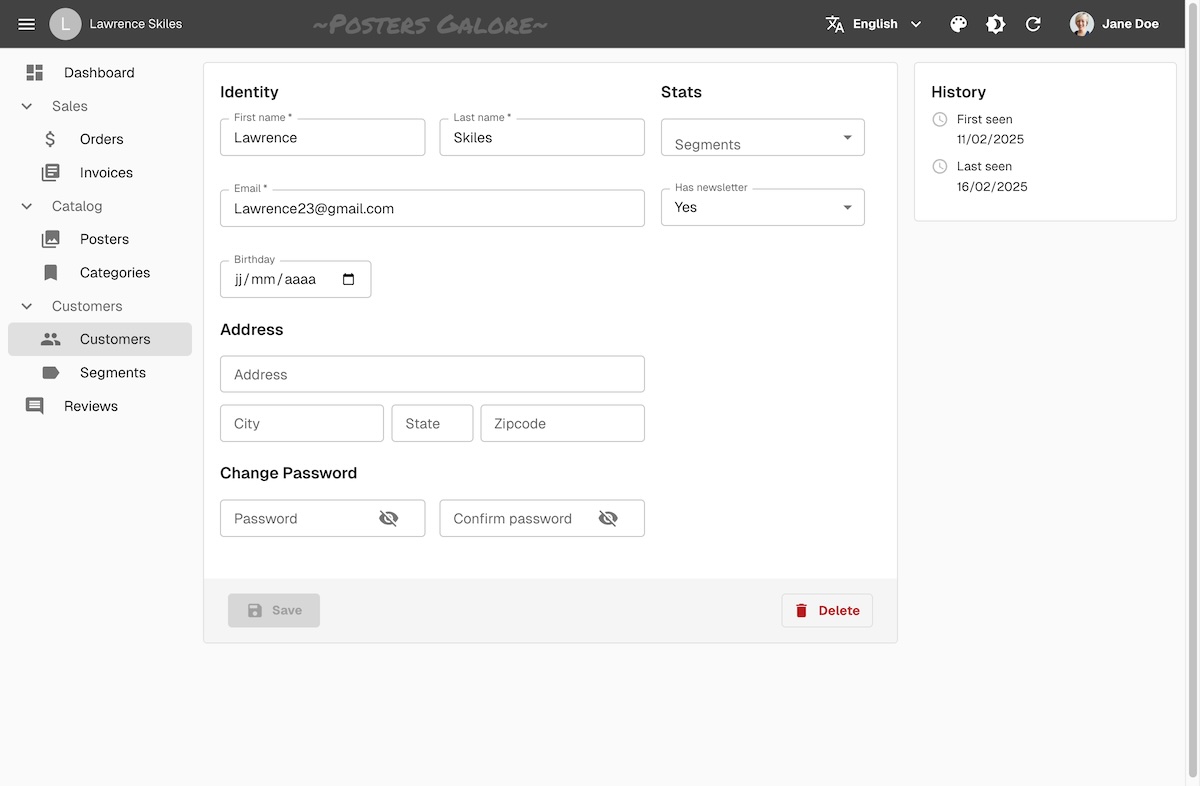 L Lawrence Skiles ~Posters Galore~ English Jane Doe
Dashboard
Sales
Orders
Invoices
Catalog
Posters
Categories
Customers
Customers
Segments
Reviews
Identity
First name *
Lawrence
Last name *
Skiles
Email *
Lawrence23@gmail.com
Birthday
jj/mm/aaaa
Address
Address
City
State
Zipcode
Change Password
Password
Confirm password
Stats
Segments
Has newsletter
Yes
Save
Delete
History
First seen
11/02/2025
Last seen
16/02/2025